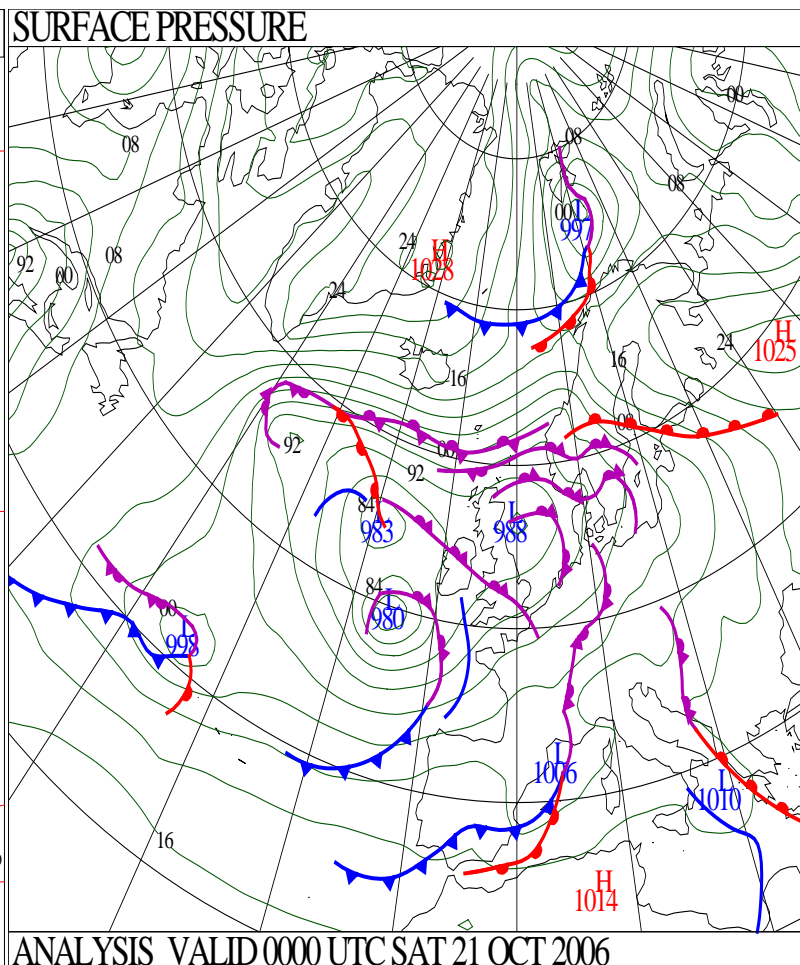 SURFACE PRESSURE
00
08
08
08
00
L
997
24
H
1028
08
92
00
24
H
1025
24
16
16
00
92
00
92
84
L
983
L
988
84
L
980
00
L
998
L
1006
L
1010
16
H
1014
ANALYSIS VALID 0000 UTC SAT 21 OCT 2006